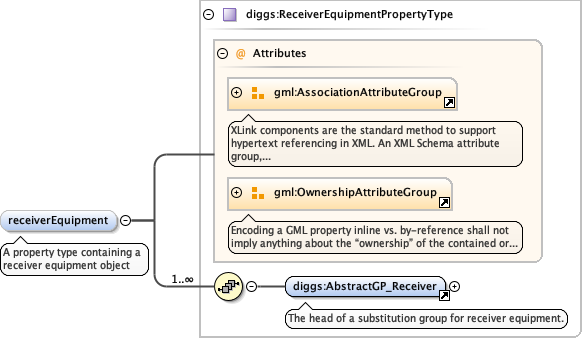 diggs:ReceiverEquipmentPropertyType
@ Attributes
gml:AssociationAttributeGroup
XLink components are the standard method to support
hypertext referencing in XML. An XML Schema attribute
group,...
gml:OwnershipAttributeGroup
Encoding a GML property inline vs. by-reference shall not
imply anything about the “ownership” of the contained or...
receiverEquipment
A property type containing a
receiver equipment object
1..∞
diggs:AbstractGP_Receiver
The head of a substitution group for receiver equipment.